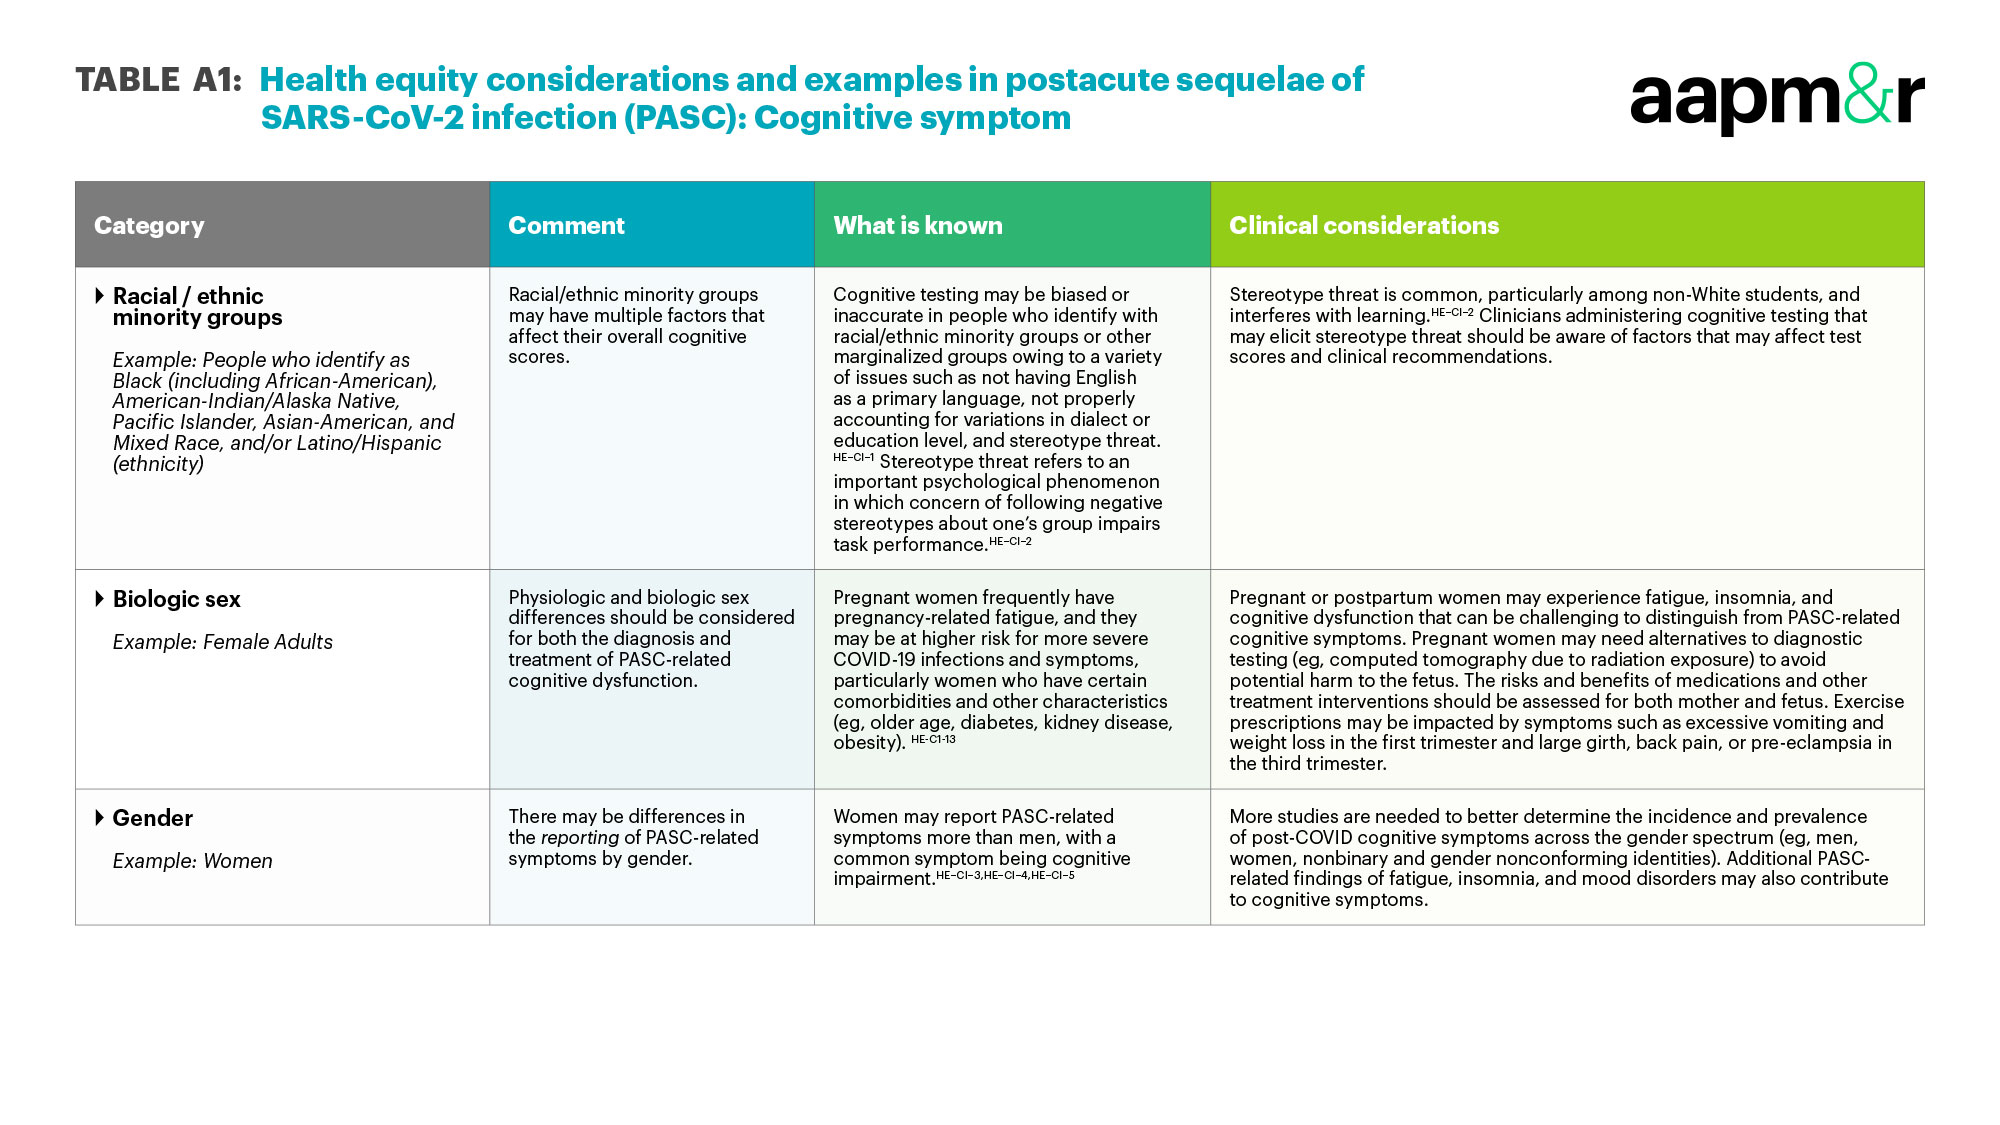 TABLE A1: Health equity considerations and examples in postacute sequelae of
SARS-CoV-2 infection (PASC): Cognitive symptom
aapm&r
Category
Comment
What is known
Clinical considerations
Racial / ethnic
minority groups
Example: People who identify as
Black (including African-American),
American-Indian/Alaska Native,
Pacific Islander, Asian-American, and
Mixed Race, and/or Latino/Hispanic
(ethnicity)
Racial/ethnic minority groups
may have multiple factors that
affect their overall cognitive
scores.
Cognitive testing may be biased or
inaccurate in people who identify with
racial/ethnic minority groups or other
marginalized groups owing to a variety
of issues such as not having English
as a primary language, not properly
accounting for variations in dialect or
education level, and stereotype threat.
HE–CI–1 Stereotype threat refers to an
important psychological phenomenon
in which concern of following negative
stereotypes about one’s group impairs
task performance.HE–CI–2
Stereotype threat is common, particularly among non-White students, and
interferes with learning.HE–CI–2 Clinicians administering cognitive testing that
may elicit stereotype threat should be aware of factors that may affect test
scores and clinical recommendations.
Biologic sex
Example: Female Adults
Physiologic and biologic sex
differences should be considered
for both the diagnosis and
treatment of PASC-related
cognitive dysfunction.
Pregnant women frequently have
pregnancy-related fatigue, and they
may be at higher risk for more severe
COVID-19 infections and symptoms,
particularly women who have certain
comorbidities and other characteristics
(eg, older age, diabetes, kidney disease,
obesity). HE-C1-13
Pregnant or postpartum women may experience fatigue, insomnia, and
cognitive dysfunction that can be challenging to distinguish from PASC-related
cognitive symptoms. Pregnant women may need alternatives to diagnostic
testing (eg, computed tomography due to radiation exposure) to avoid
potential harm to the fetus. The risks and benefits of medications and other
treatment interventions should be assessed for both mother and fetus. Exercise
prescriptions may be impacted by symptoms such as excessive vomiting and
weight loss in the first trimester and large girth, back pain, or pre-eclampsia in
the third trimester.
Gender
Example: Women
There may be differences in
the reporting of PASC-related
symptoms by gender.
Women may report PASC-related
symptoms more than men, with a
common symptom being cognitive
impairment.HE–CI–3,HE–CI–4,HE–CI–5
More studies are needed to better determine the incidence and prevalence
of post-COVID cognitive symptoms across the gender spectrum (eg, men,
women, nonbinary and gender nonconforming identities). Additional PASC-
related findings of fatigue, insomnia, and mood disorders may also contribute
to cognitive symptoms.